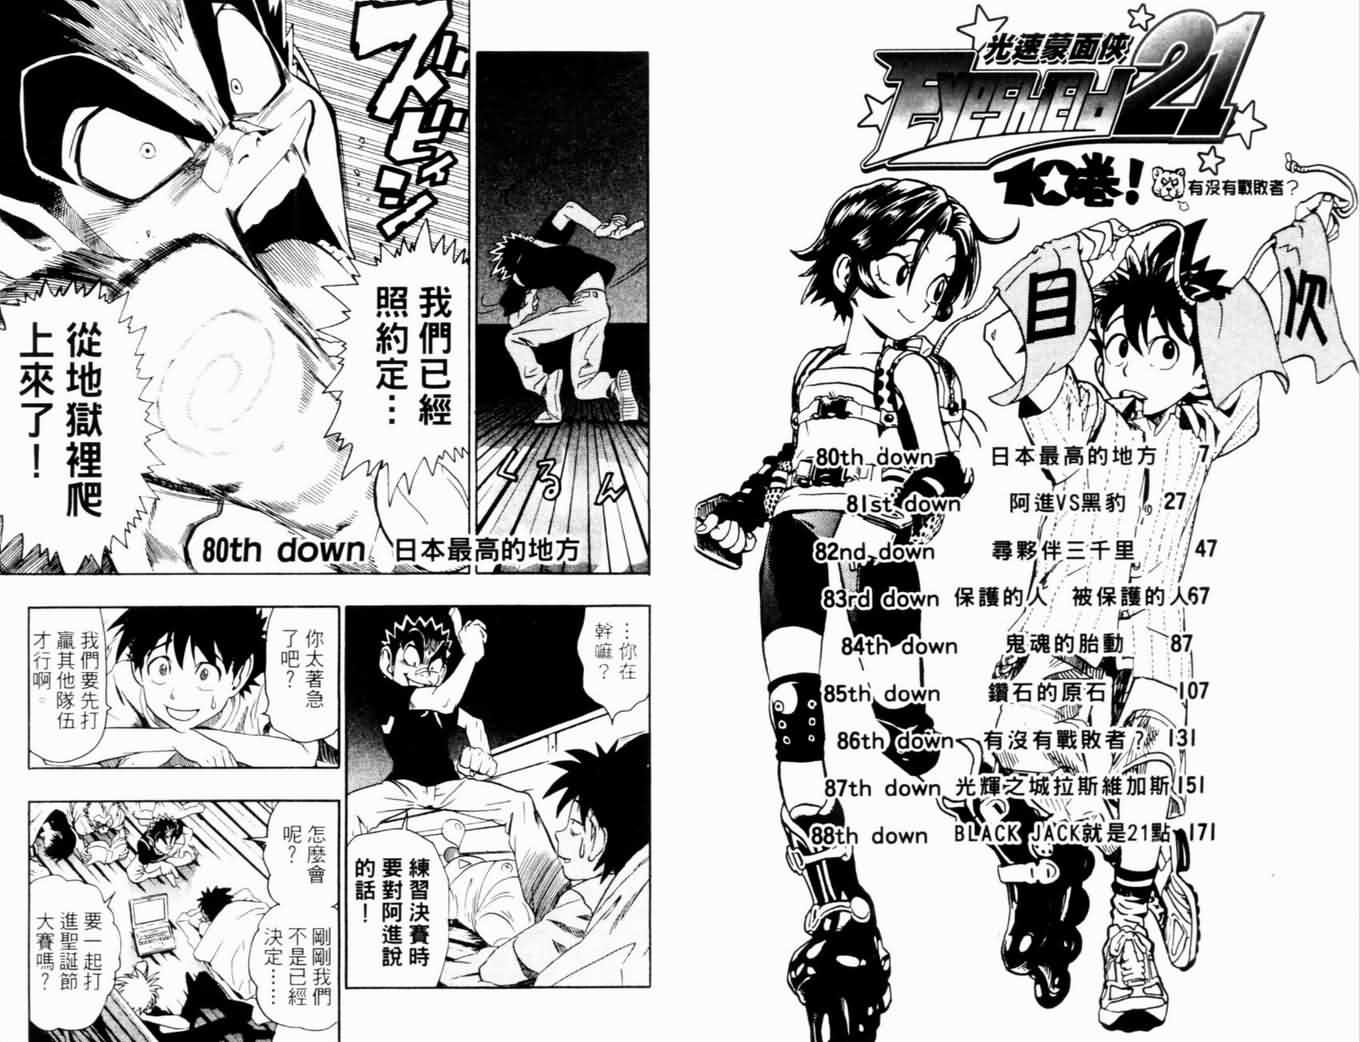 光速蒙面俠
EYESHIELD 21
10巻！
有沒有戰敗者？
目次
80th down 日本最高的地方 7
81st down 阿進VS黑豹 27
82nd down 尋夥伴三千里 47
83rd down 保護的人 被保護的人 67
84th down 鬼魂的胎動 87
85th down 鑽石的原石 107
86th down 有沒有戰敗者？ 131
87th down 光輝之城拉斯維加斯 151
88th down BLACK JACK就是21點 171
くるん
ズビィン
我們已經
照約定…
從地獄裡爬
上來了！
80th down 日本最高的地方
…你在
幹嘛？
練習決賽時
要對阿進說
的話！
你太著急
了吧？
我們要先打
贏其他隊伍
才行啊。
怎麼會
呢？
剛剛我們
不是已經
決定……
要一起打
進聖誕節
大賽嗎？